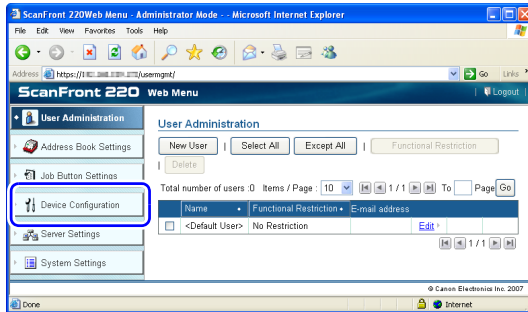 ScanFront 220Web Menu - Administrator Mode - - Microsoft Internet Explorer
File Edit View Favorites Tools Help
Address https:// /usermgmt/ Go Links »
ScanFront 220 Web Menu Logout
User Administration
Address Book Settings
Job Button Settings
Device Configuration
Server Settings
System Settings
User Administration
New User | Select All Except All | Functional Restriction |
Delete
Total number of users :0 Items / Page : 10 1 / 1 To Page Go
Name Functional Restriction E-mail address
<Default User> No Restriction Edit
1 / 1
© Canon Electronics Inc. 2007
Done Internet